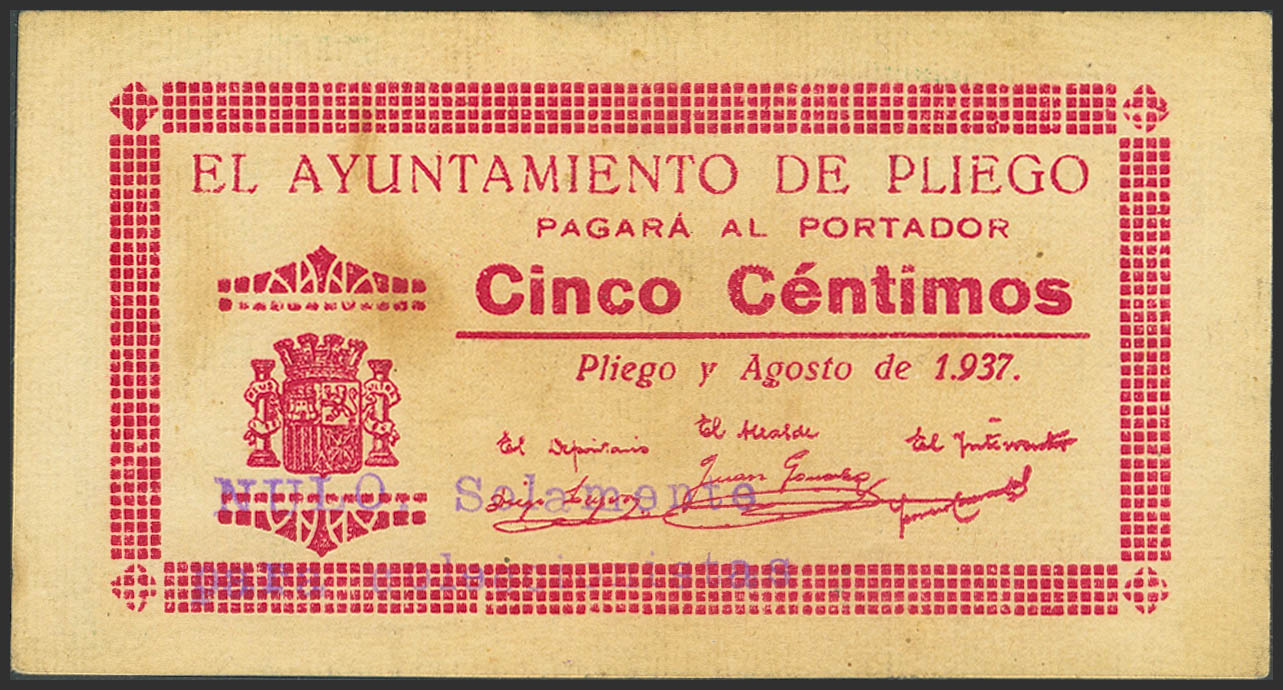 EL AYUNTAMIENTO DE PLIEGO
PAGARÁ AL PORTADOR
Cinco Céntimos
Pliego y Agosto de 1.937.
El Depositario
El Alcalde
El Interventor
Juan
NULO. Solamente
para coleccionistas